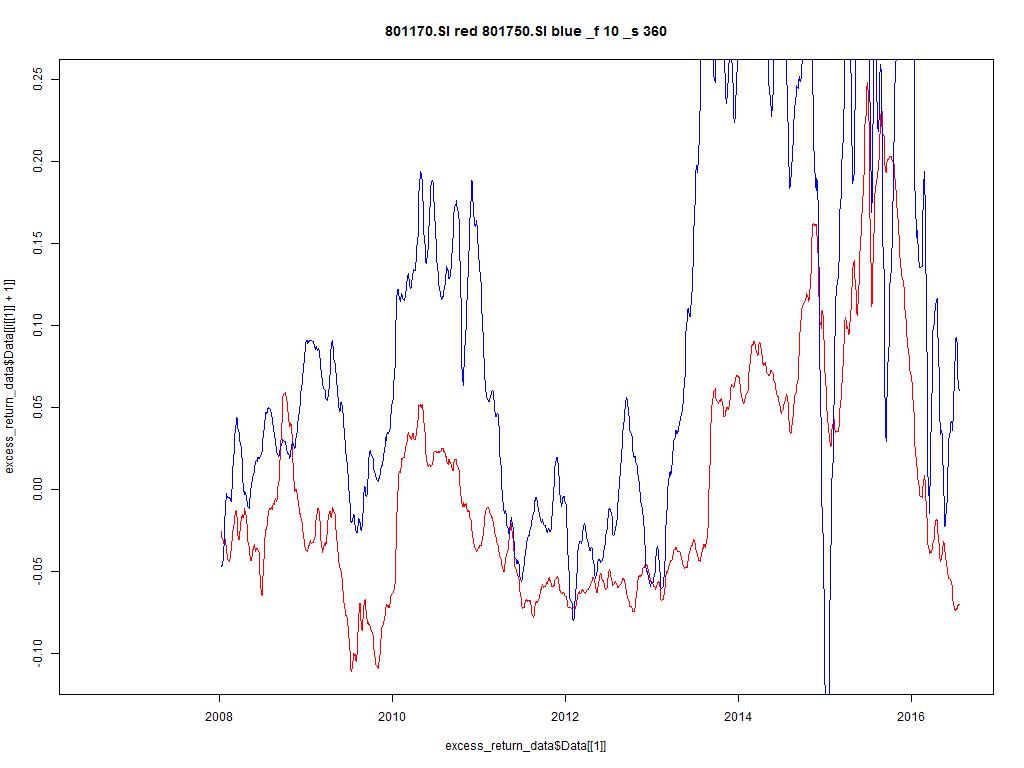 801170.SI red 801750.SI blue _f 10 _s 360
0.25
0.20
0.15
0.10
0.05
0.00
-0.05
-0.10
excess_return_data$Data[[i[[1]] + 1]]
2008 2010 2012 2014 2016
excess_return_data$Data[[1]]